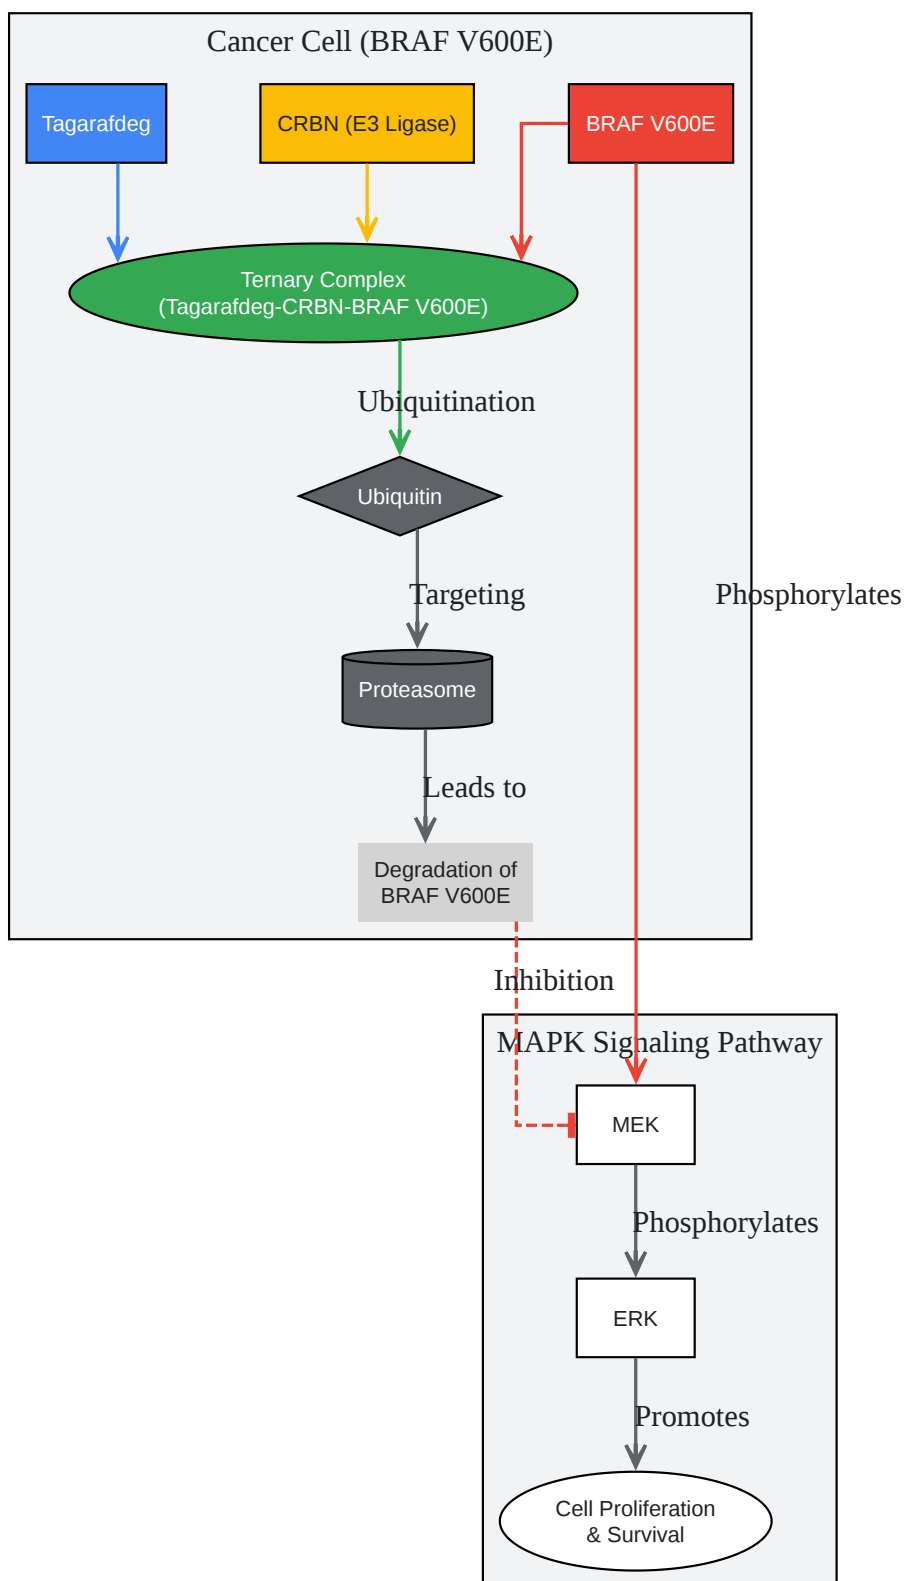 Cancer Cell (BRAF V600E)
Tagarafdeg
CRBN (E3 Ligase)
BRAF V600E
Ternary Complex
(Tagarafdeg-CRBN-BRAF V600E)
Ubiquitination
Ubiquitin
Targeting
Phosphorylates
Proteasome
Leads to
Degradation of
BRAF V600E
Inhibition
MAPK Signaling Pathway
MEK
Phosphorylates
ERK
Promotes
Cell Proliferation
& Survival